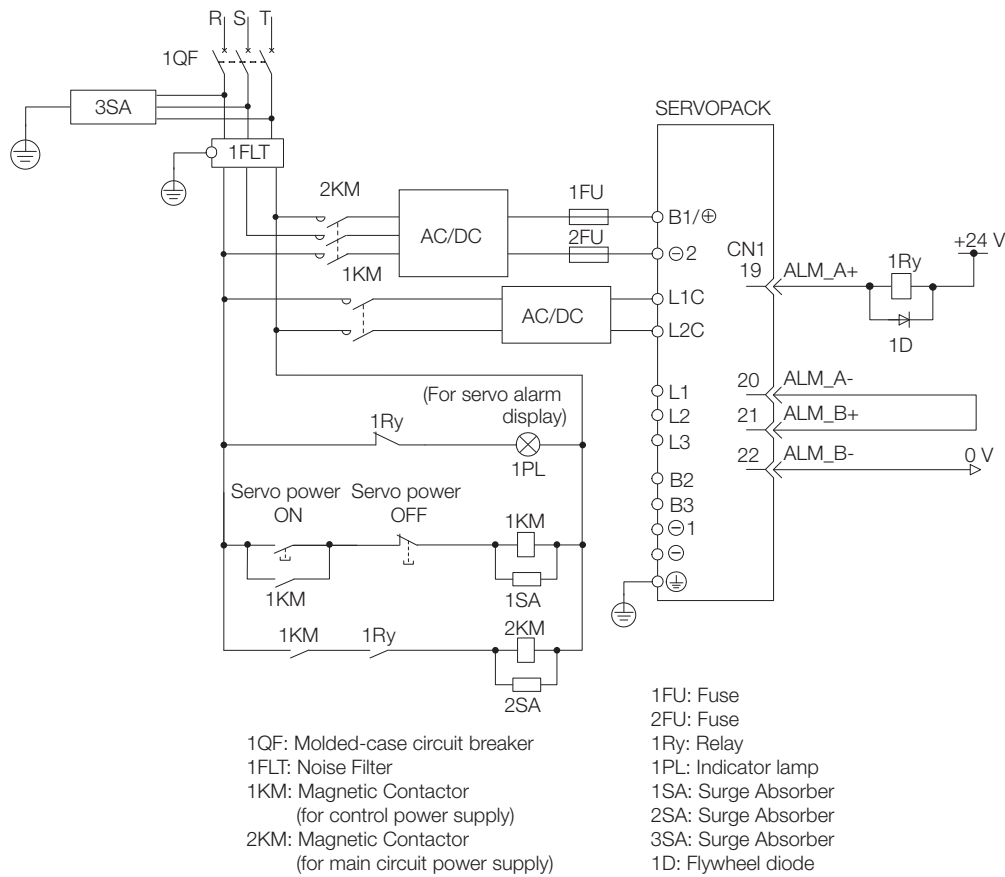 R S T
1QF
3SA
1FLT
SERVOPACK
2KM
1FU
B1/⊕
AC/DC
2FU
⊖2
CN1
+24 V
1KM
19 ALM_A+
1Ry
L1C
AC/DC
L2C
1D
(For servo alarm
display)
L1
20 ALM_A-
L2
21 ALM_B+
1Ry
L3
1PL
22 ALM_B-
0 V
B2
Servo power
ON
Servo power
OFF
B3
1KM
⊖1
⊖
1KM
1SA
1KM
1Ry
2KM
2SA
1QF: Molded-case circuit breaker
1FLT: Noise Filter
1KM: Magnetic Contactor
(for control power supply)
2KM: Magnetic Contactor
(for main circuit power supply)
1FU: Fuse
2FU: Fuse
1Ry: Relay
1PL: Indicator lamp
1SA: Surge Absorber
2SA: Surge Absorber
3SA: Surge Absorber
1D: Flywheel diode